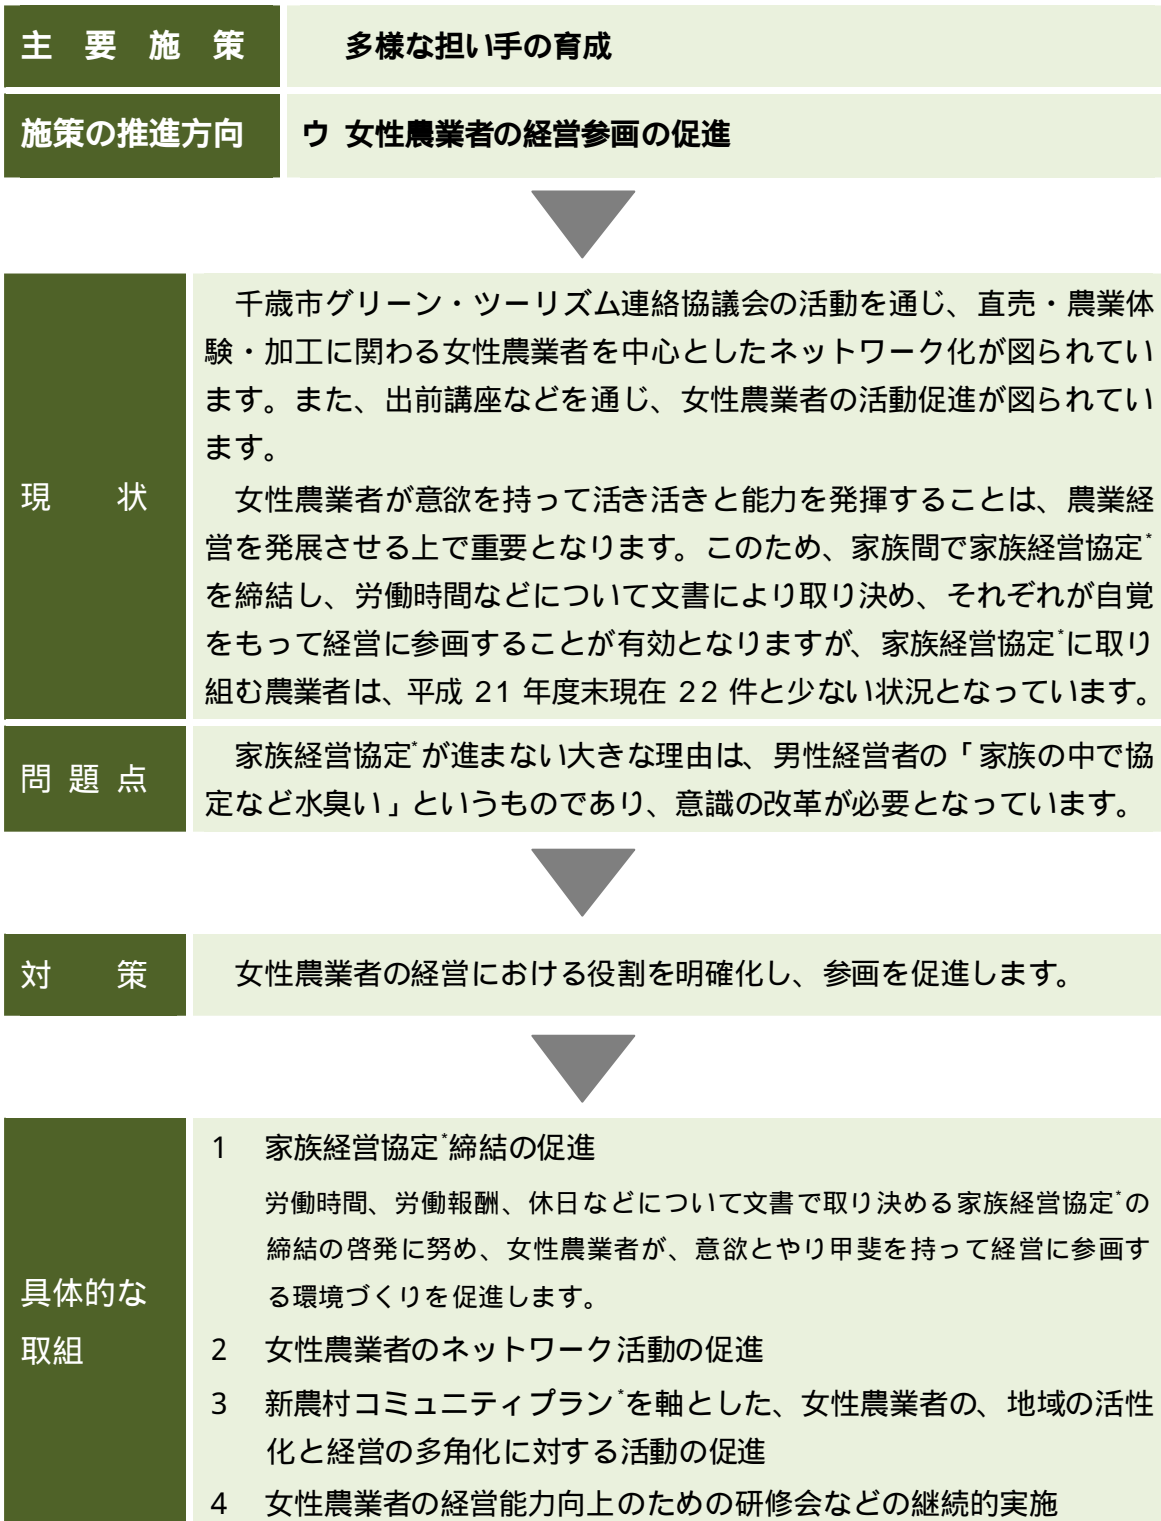 主要施策
多様な担い手の育成
施策の推進方向
ウ 女性農業者の経営参画の促進
現状
千歳市グリーン・ツーリズム連絡協議会の活動を通じ、直売・農業体
験・加工に関わる女性農業者を中心としたネットワーク化が図られてい
ます。また、出前講座などを通じ、女性農業者の活動促進が図られてい
ます。
女性農業者が意欲を持って活き活きと能力を発揮することは、農業経
営を発展させる上で重要となります。このため、家族間で家族経営協定*
を締結し、労働時間などについて文書により取り決め、それぞれが自覚
をもって経営に参画することが有効となりますが、家族経営協定*に取り
組む農業者は、平成 21 年度末現在 22 件と少ない状況となっています。
問題点
家族経営協定*が進まない大きな理由は、男性経営者の「家族の中で協
定など水臭い」というものであり、意識の改革が必要となっています。
対策
女性農業者の経営における役割を明確化し、参画を促進します。
具体的な
取組
1 家族経営協定*締結の促進
労働時間、労働報酬、休日などについて文書で取り決める家族経営協定*の
締結の啓発に努め、女性農業者が、意欲とやり甲斐を持って経営に参画す
る環境づくりを促進します。
2 女性農業者のネットワーク活動の促進
3 新農村コミュニティプラン*を軸とした、女性農業者の、地域の活性
化と経営の多角化に対する活動の促進
4 女性農業者の経営能力向上のための研修会などの継続的実施